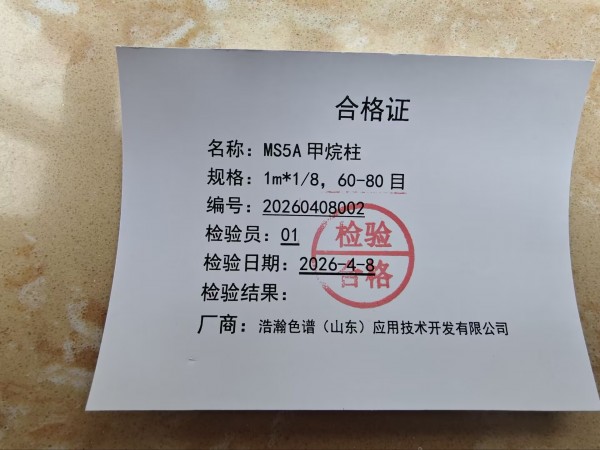 合格证
名称：MS5A 甲烷柱
规格：1m*1/8，60-80 目
编号：20260408002
检验员：01
检验日期：2026-4-8
检验结果：
检验
合格
厂商：浩瀚色谱（山东）应用技术开发有限公司